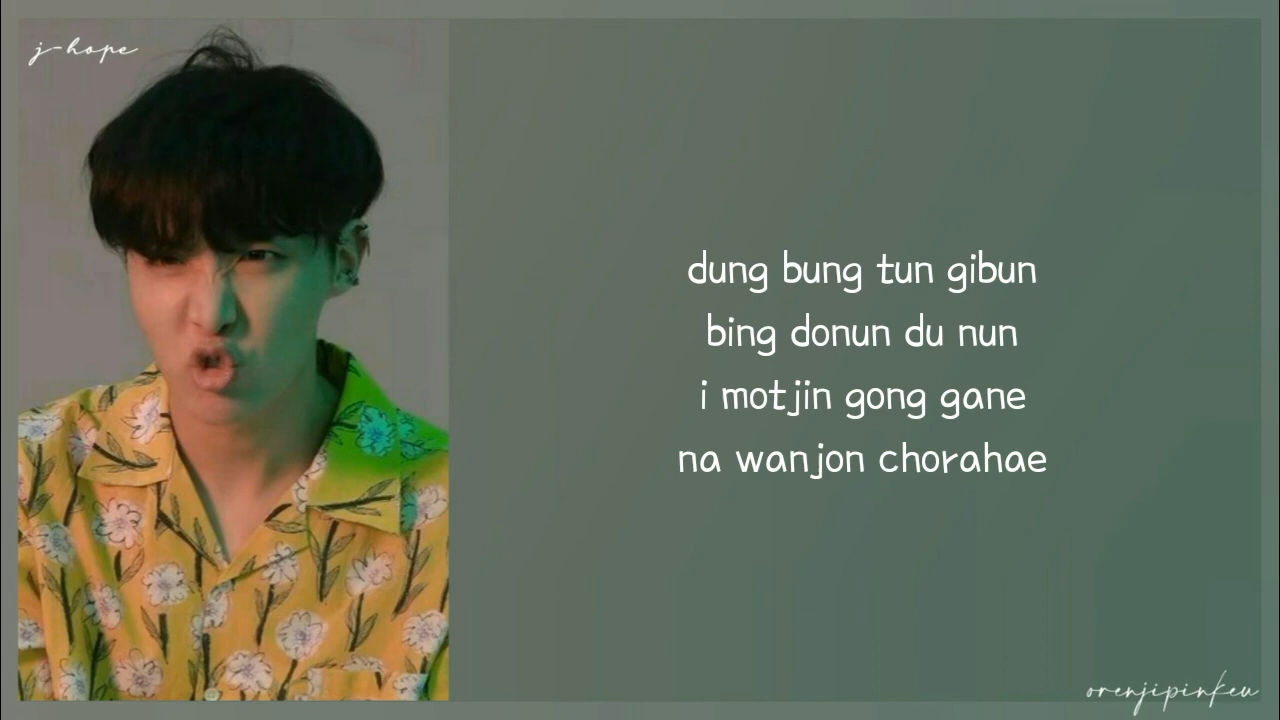 j-hope
dung bung tun gibun
bing donun du nun
i motjin gong gane
na wanjon chorahae
orenjipinkeu